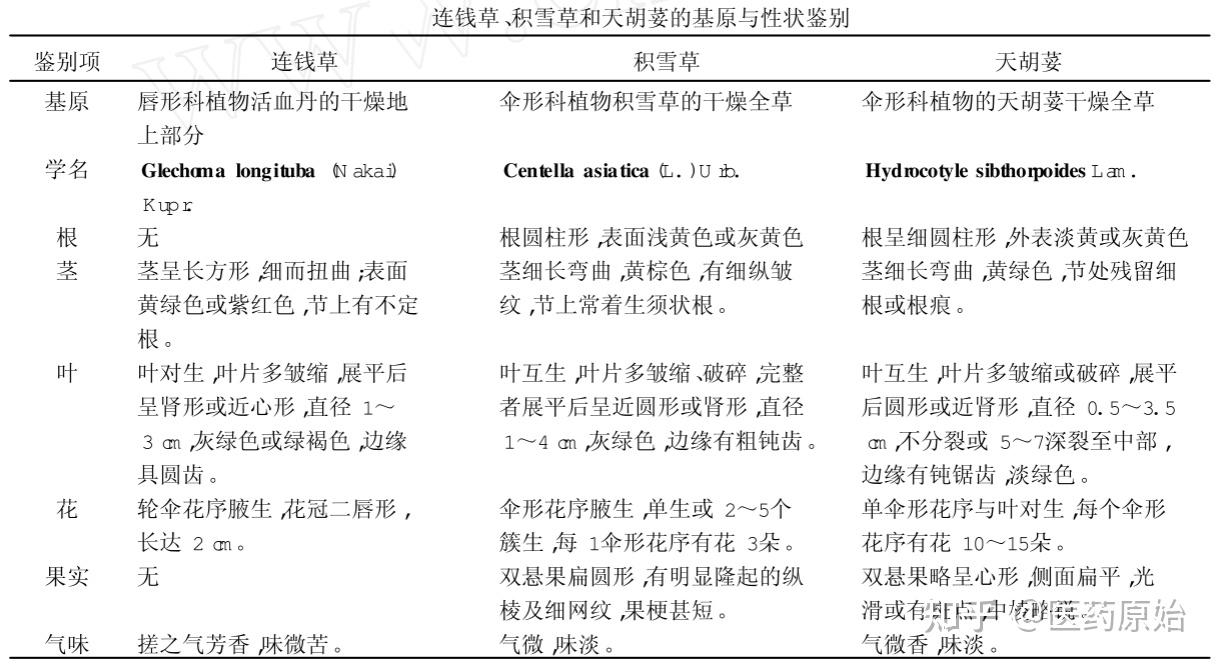 连钱草、积雪草和天胡荽的基原与性状鉴别
鉴别项 连钱草 积雪草 天胡荽
基原 唇形科植物活血丹的干燥地 伞形科植物积雪草的干燥全草 伞形科植物的天胡荽干燥全草
上部分
学名 Glechoma longituba (Nakai) Centella asiatica (L.) Urb. Hydrocotyle sibthorpoides Lam.
Kupr.
根 无 根圆柱形,表面浅黄色或灰黄色 根呈细圆柱形,外表淡黄或灰黄色
茎 茎呈长方形,细而扭曲;表面 茎细长弯曲,黄棕色,有细纵皱 茎细长弯曲,黄绿色,节处残留细
黄绿色或紫红色,节上有不定 纹,节上常着生须状根。 根或根痕。
根。
叶 叶对生,叶片多皱缩,展平后 叶互生,叶片多皱缩、破碎,完整 叶互生,叶片多皱缩或破碎,展平
呈肾形或近心形,直径 1~ 者展平后呈近圆形或肾形,直径 后圆形或近肾形,直径 0.5~3.5
3 cm,灰绿色或绿褐色,边缘 1~4 cm,灰绿色,边缘有粗钝齿。 cm,不分裂或 5~7深裂至中部,
具圆齿。 边缘有钝锯齿,淡绿色。
花 轮伞花序腋生,花冠二唇形, 伞形花序腋生,单生或 2~5个 单伞形花序与叶对生,每个伞形
长达 2 cm。 簇生,每 1伞形花序有花 3朵。 花序有花 10~15朵。
果实 无 双悬果扁圆形,有明显隆起的纵 双悬果略呈心形,侧面扁平,光
棱及细网纹,果梗甚短。 滑或有斑点,中棱略锐。
气味 搓之气芳香,味微苦。 气微,味淡。 气微香,味淡。
知乎 @医药原始